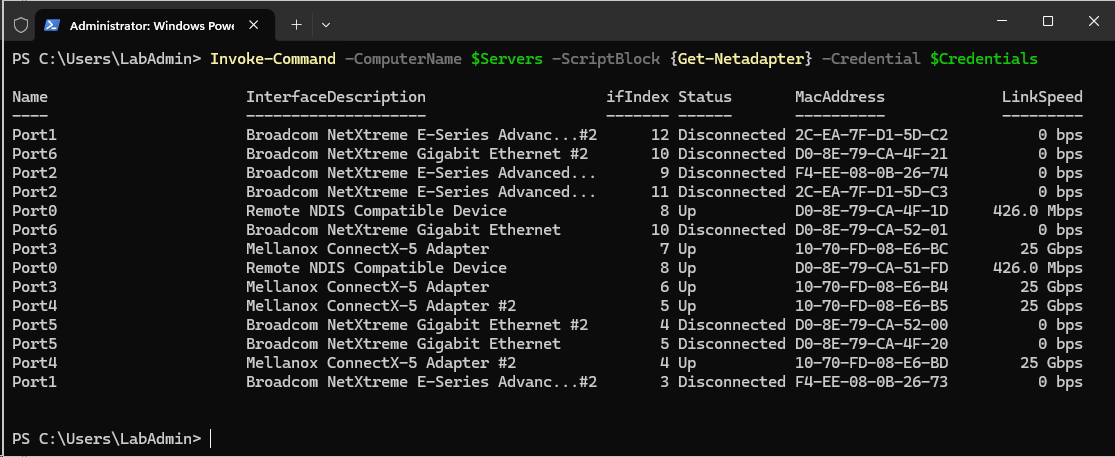 Administrator: Windows Powe
PS C:\Users\LabAdmin> Invoke-Command -ComputerName $Servers -ScriptBlock {Get-Netadapter} -Credential $Credentials
Name InterfaceDescription ifIndex Status MacAddress LinkSpeed
---- -------------------- ------- ------ ---------- ---------
Port1 Broadcom NetXtreme E-Series Advanc...#2 12 Disconnected 2C-EA-7F-D1-5D-C2 0 bps
Port6 Broadcom NetXtreme Gigabit Ethernet #2 10 Disconnected D0-8E-79-CA-4F-21 0 bps
Port2 Broadcom NetXtreme E-Series Advanced... 9 Disconnected F4-EE-08-0B-26-74 0 bps
Port2 Broadcom NetXtreme E-Series Advanced... 11 Disconnected 2C-EA-7F-D1-5D-C3 0 bps
Port0 Remote NDIS Compatible Device 8 Up D0-8E-79-CA-4F-1D 426.0 Mbps
Port6 Broadcom NetXtreme Gigabit Ethernet 10 Disconnected D0-8E-79-CA-52-01 0 bps
Port3 Mellanox ConnectX-5 Adapter 7 Up 10-70-FD-08-E6-BC 25 Gbps
Port0 Remote NDIS Compatible Device 8 Up D0-8E-79-CA-51-FD 426.0 Mbps
Port3 Mellanox ConnectX-5 Adapter 6 Up 10-70-FD-08-E6-B4 25 Gbps
Port4 Mellanox ConnectX-5 Adapter #2 5 Up 10-70-FD-08-E6-B5 25 Gbps
Port5 Broadcom NetXtreme Gigabit Ethernet #2 4 Disconnected D0-8E-79-CA-52-00 0 bps
Port5 Broadcom NetXtreme Gigabit Ethernet 5 Disconnected D0-8E-79-CA-4F-20 0 bps
Port4 Mellanox ConnectX-5 Adapter #2 4 Up 10-70-FD-08-E6-BD 25 Gbps
Port1 Broadcom NetXtreme E-Series Advanc...#2 3 Disconnected F4-EE-08-0B-26-73 0 bps
PS C:\Users\LabAdmin>